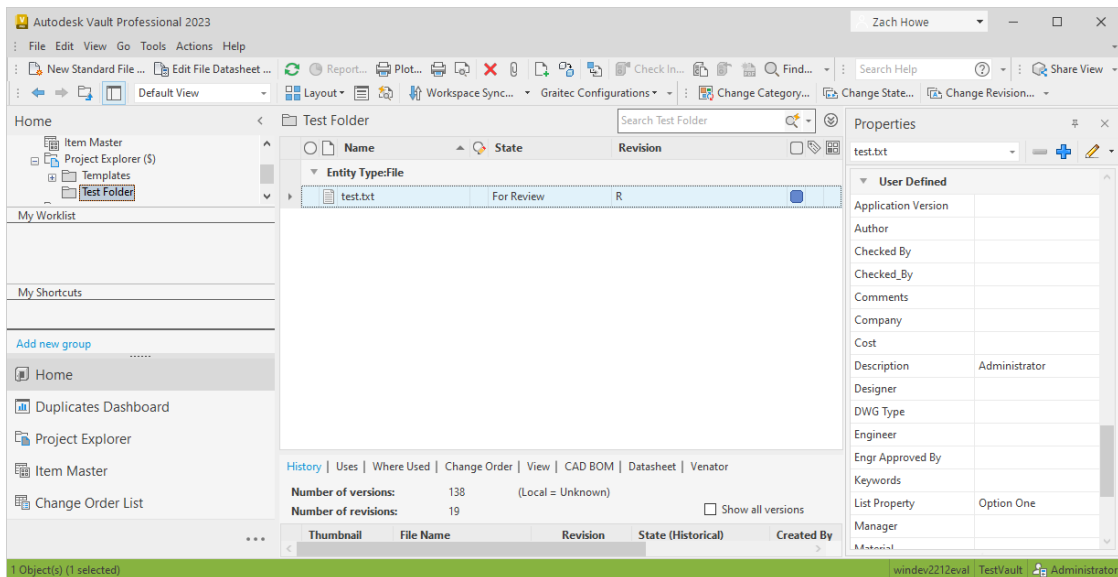 Autodesk Vault Professional 2023
Zach Howe
File Edit View Go Tools Actions Help
New Standard File ... Edit File Datasheet ... Report... Plot... Check In... Find... Search Help Share View
Default View Layout Workspace Sync... Graitec Configurations Change Category... Change State... Change Revision...
Home
Item Master
Project Explorer ($)
Templates
Test Folder
My Worklist
My Shortcuts
Add new group
Home
Duplicates Dashboard
Project Explorer
Item Master
Change Order List
Test Folder Search Test Folder
Name State Revision
Entity Type:File
test.txt For Review R
History | Uses | Where Used | Change Order | View | CAD BOM | Datasheet | Venator
Number of versions: 138 (Local = Unknown)
Number of revisions: 19 Show all versions
Thumbnail File Name Revision State (Historical) Created By
Properties
test.txt
User Defined
Application Version
Author
Checked By
Checked_By
Comments
Company
Cost
Description Administrator
Designer
DWG Type
Engineer
Engr Approved By
Keywords
List Property Option One
Manager
Material
1 Object(s) (1 selected) windev2212eval TestVault Administrator